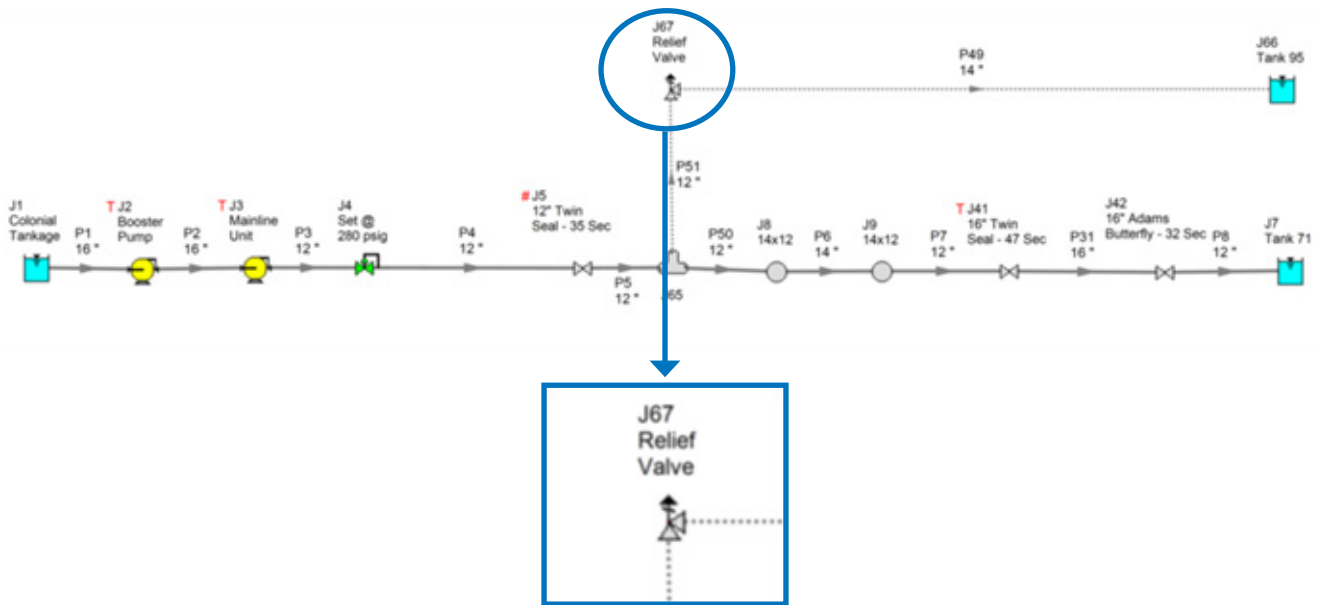 J67
Relief
Valve
P49
14 "
J66
Tank 95
P51
12 "
J1
Colonial
Tankage
P1
16 "
T J2
Booster
Pump
P2
16 "
T J3
Mainline
Unit
P3
12 "
J4
Set @
280 psig
P4
12 "
# J5
12" Twin
Seal - 35 Sec
P5
12 "
J65
P50
12 "
J8
14x12
P6
14 "
J9
14x12
P7
12 "
T J41
16" Twin
Seal - 47 Sec
P31
16 "
J42
16" Adams
Butterfly - 32 Sec
P8
12 "
J7
Tank 71
J67
Relief
Valve